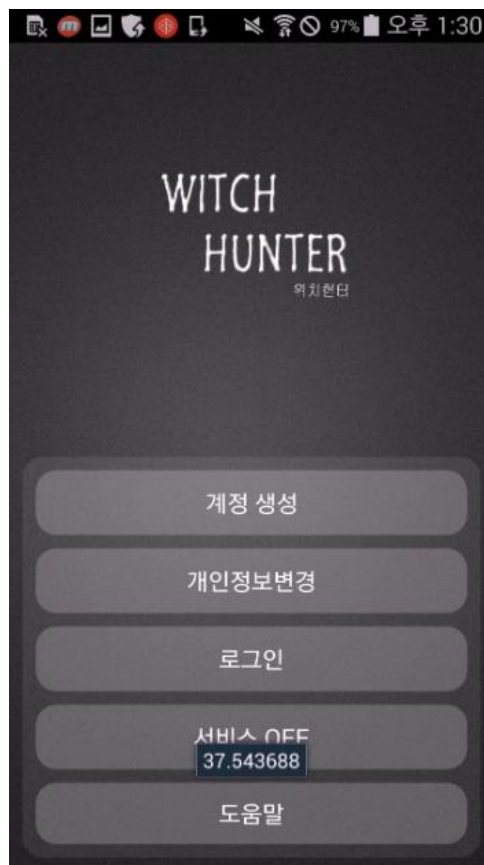 97% 오후 1:30
WITCH
HUNTER
위치헌터
계정 생성
개인정보변경
로그인
서비스 OFF
37.543688
도움말